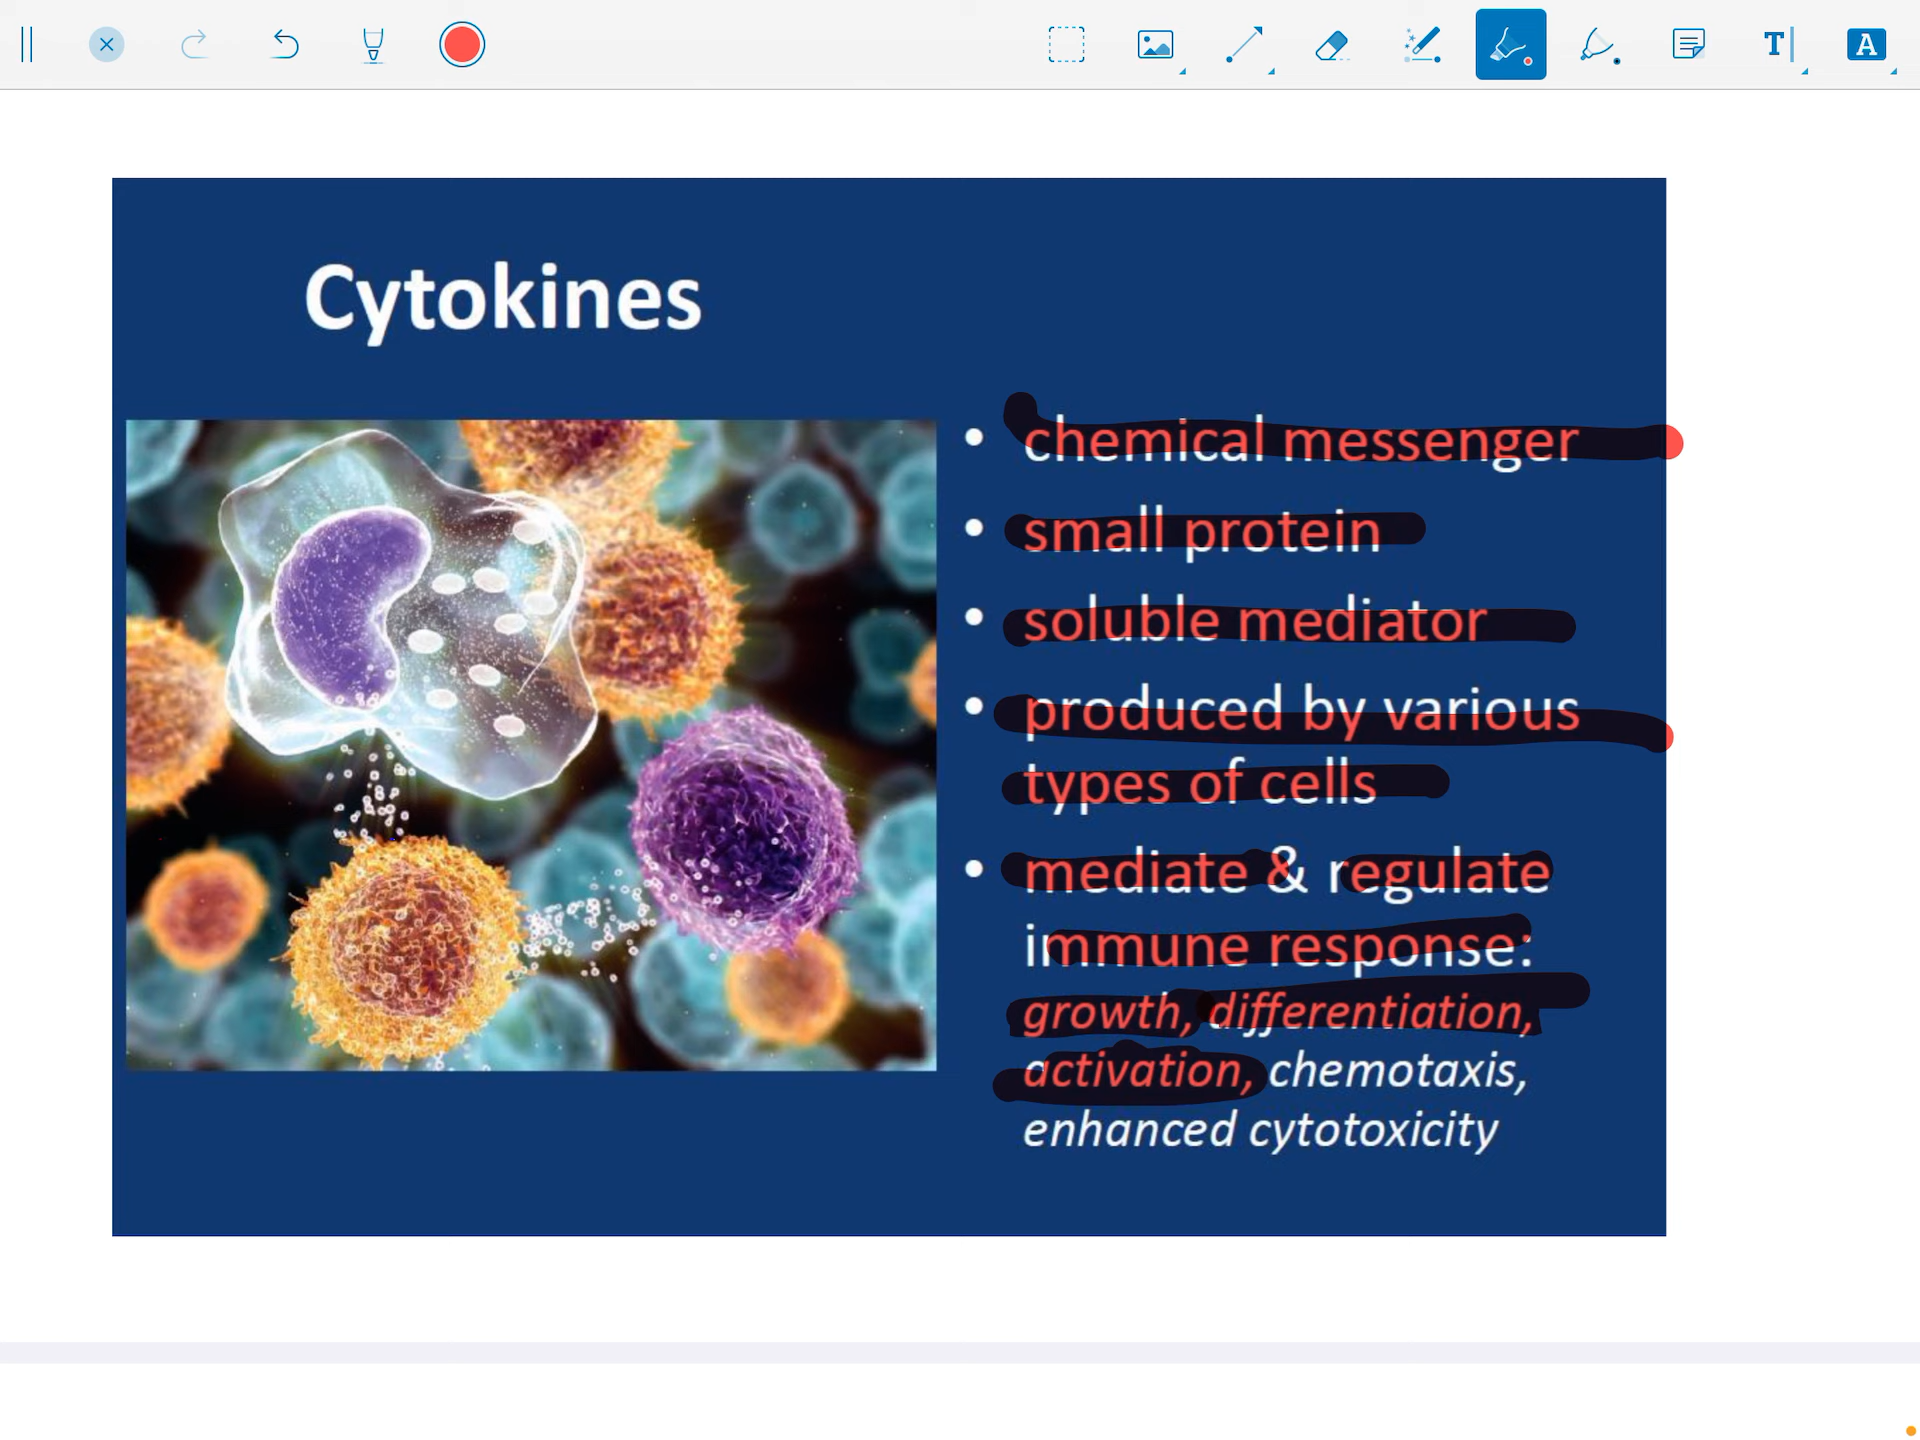 T
A
Cytokines
• chemical messenger
• small protein
• soluble mediator
• produced by various
types of cells
• mediate & regulate
immune response:
growth, differentiation,
activation, chemotaxis,
enhanced cytotoxicity